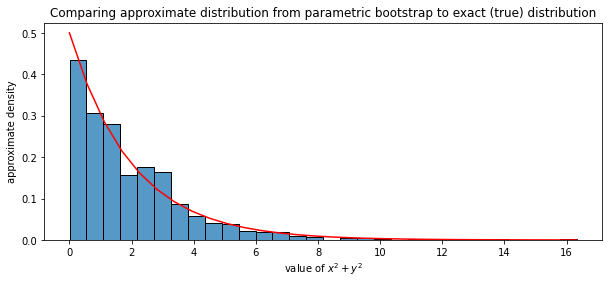 Comparing approximate distribution from parametric bootstrap to exact (true) distribution
0.5
0.4
0.3
0.2
0.1
0.0
approximate density
0 2 4 6 8 10 12 14 16
value of x² + y²